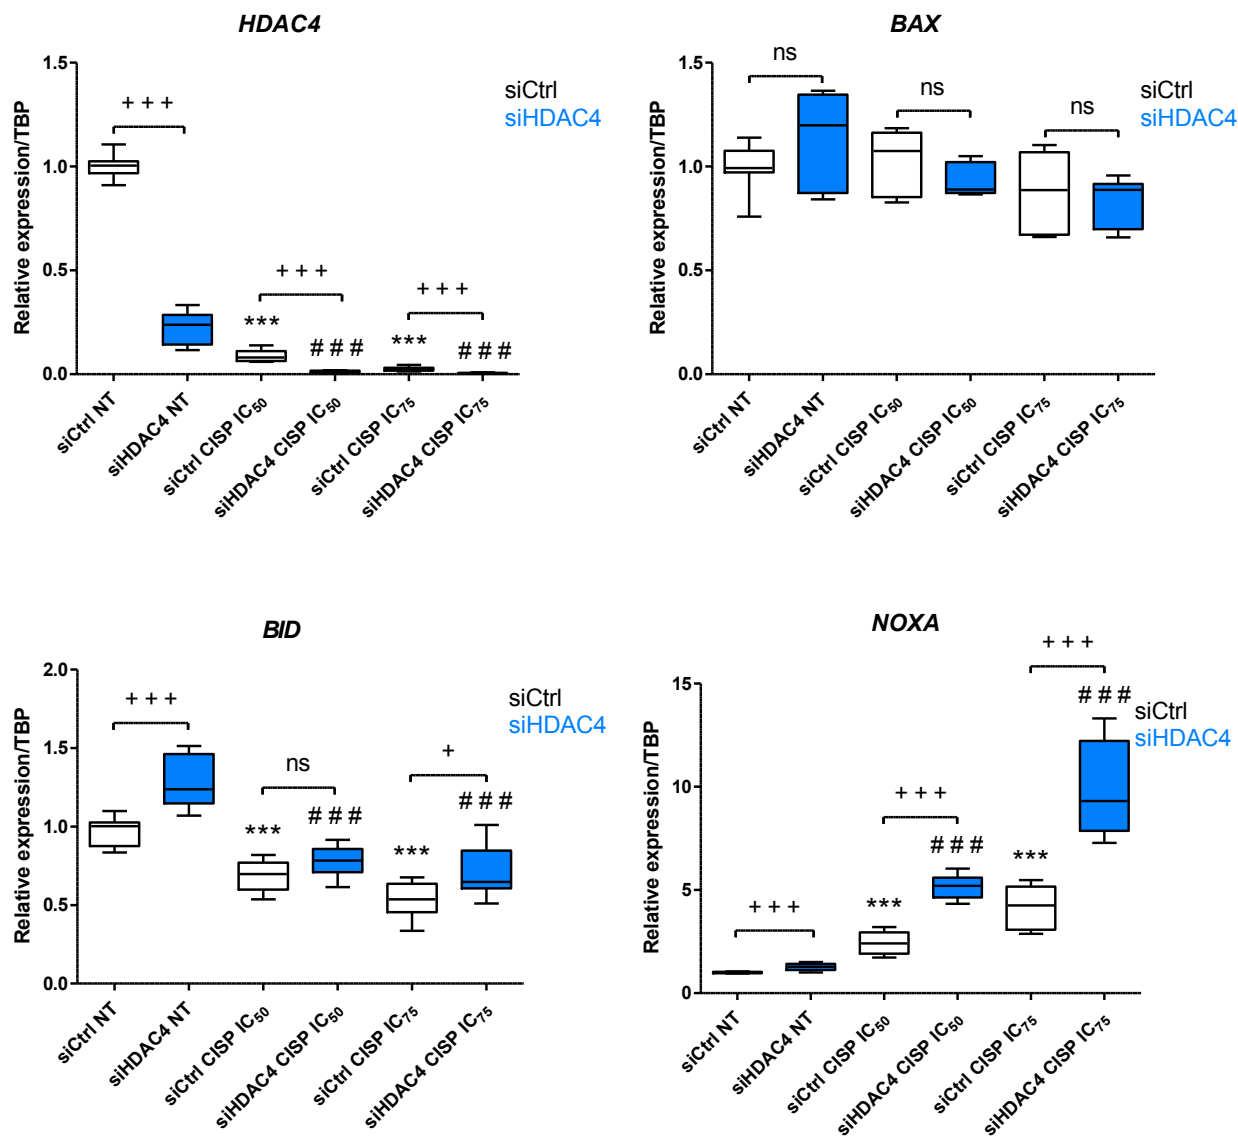 HDAC4
Relative expression/TBP
1.5
1.0
0.5
0.0
+ + +
+ + +
+ + +
***
# # #
***
# # #
siCtrl
siHDAC4
siCtrl NT
siHDAC4 NT
siCtrl CISP IC50
siHDAC4 CISP IC50
siCtrl CISP IC75
siHDAC4 CISP IC75
BAX
Relative expression/TBP
1.5
1.0
0.5
0.0
ns
ns
ns
siCtrl
siHDAC4
siCtrl NT
siHDAC4 NT
siCtrl CISP IC50
siHDAC4 CISP IC50
siCtrl CISP IC75
siHDAC4 CISP IC75
BID
Relative expression/TBP
2.0
1.5
1.0
0.5
0.0
+ + +
ns
+
***
# # #
***
# # #
siCtrl
siHDAC4
siCtrl NT
siHDAC4 NT
siCtrl CISP IC50
siHDAC4 CISP IC50
siCtrl CISP IC75
siHDAC4 CISP IC75
NOXA
Relative expression/TBP
15
10
5
0
+ + +
+ + +
+ + +
***
# # #
***
# # #
siCtrl
siHDAC4
siCtrl NT
siHDAC4 NT
siCtrl CISP IC50
siHDAC4 CISP IC50
siCtrl CISP IC75
siHDAC4 CISP IC75